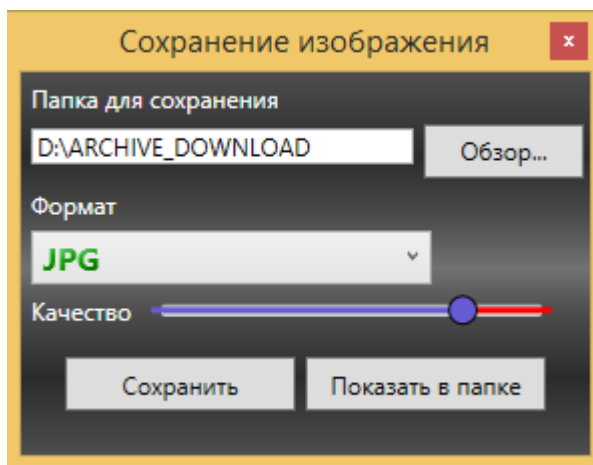 Сохранение изображения
x
Папка для сохранения
D:\ARCHIVE_DOWNLOAD
Обзор...
Формат
JPG
Качество
Сохранить
Показать в папке